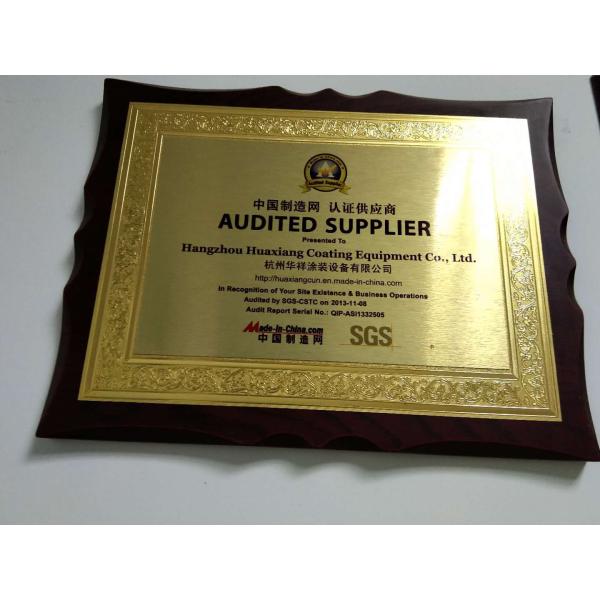 Audited Supplier
中国制造网 认证供应商
AUDITED SUPPLIER
Presented To
Hangzhou Huaxiang Coating Equipment Co., Ltd.
杭州华祥涂装设备有限公司
http://huaxiangcun.en.made-in-china.com
In Recognition of Your Site Existence & Business Operations
Audited by SGS-CSTC on 2013-11-08
Audit Report Serial No.: QIP-ASI1332505
Made-in-China.com
中国制造网
SGS